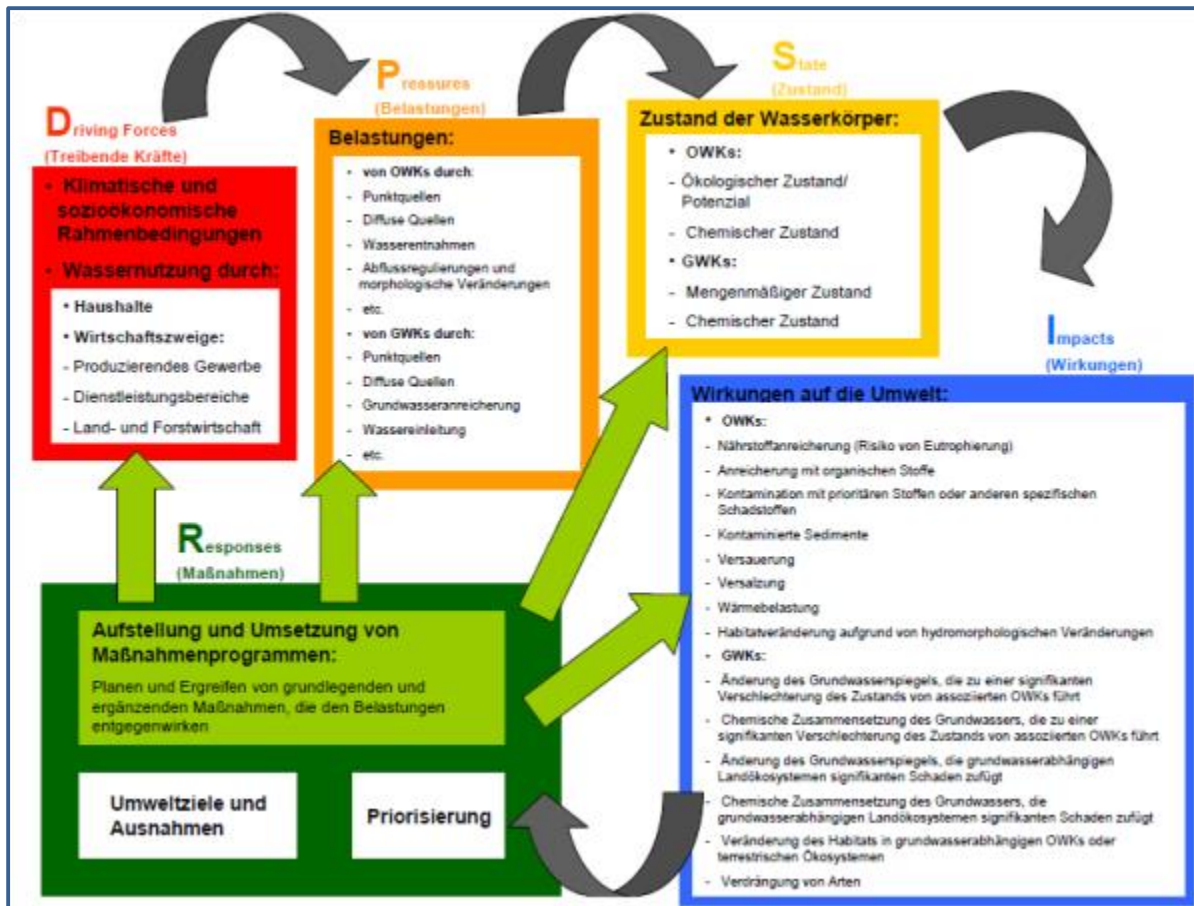 Driving Forces
(Treibende Kräfte)
• Klimatische und
sozioökonomische
Rahmenbedingungen
• Wassernutzung durch:
• Haushalte
• Wirtschaftszweige:
- Produzierendes Gewerbe
- Dienstleistungsbereiche
- Land- und Forstwirtschaft
Pressures
(Belastungen)
Belastungen:
• von OWKs durch:
- Punktquellen
- Diffuse Quellen
- Wasserentnahmen
- Abflussregulierungen und
morphologische Veränderungen
- etc.
• von GWKs durch:
- Punktquellen
- Diffuse Quellen
- Grundwasseranreicherung
- Wassereinleitung
- etc.
State
(Zustand)
Zustand der Wasserkörper:
• OWKs:
- Ökologischer Zustand/
Potenzial
- Chemischer Zustand
• GWKs:
- Mengenmäßiger Zustand
- Chemischer Zustand
Impacts
(Wirkungen)
Wirkungen auf die Umwelt:
• OWKs:
- Nährstoffanreicherung (Risiko von Eutrophierung)
- Anreicherung mit organischen Stoffe
- Kontamination mit prioritären Stoffen oder anderen spezifischen
Schadstoffen
- Kontaminierte Sedimente
- Versauerung
- Versalzung
- Wärmebelastung
- Habitatveränderung aufgrund von hydromorphologischen Veränderungen
• GWKs:
- Änderung des Grundwasserspiegels, die zu einer signifikanten
Verschlechterung des Zustands von assoziierten OWKs führt
- Chemische Zusammensetzung des Grundwassers, die zu einer
signifikanten Verschlechterung des Zustands von assoziierten OWKs führt
- Änderung des Grundwasserspiegels, die grundwasserabhängigen
Landökosystemen signifikanten Schaden zufügt
- Chemische Zusammensetzung des Grundwassers, die
grundwasserabhängigen Landökosystemen signifikanten Schaden zufügt
- Veränderung des Habitats in grundwasserabhängigen OWKs oder
terrestrischen Ökosystemen
- Verdrängung von Arten
Responses
(Maßnahmen)
Aufstellung und Umsetzung von
Maßnahmenprogrammen:
Planen und Ergreifen von grundlegenden und
ergänzenden Maßnahmen, die den Belastungen
entgegenwirken
Umweltziele und
Ausnahmen
Priorisierung